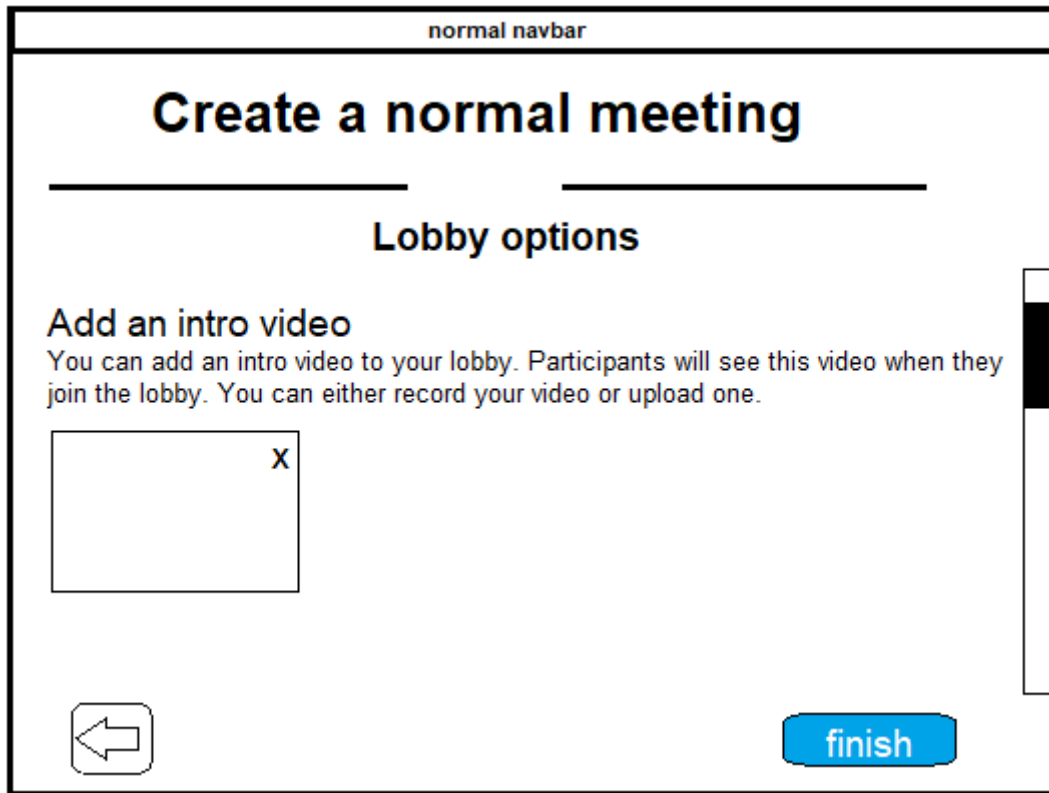 normal navbar
Create a normal meeting
Lobby options
Add an intro video
You can add an intro video to your lobby. Participants will see this video when they
join the lobby. You can either record your video or upload one.
X
finish